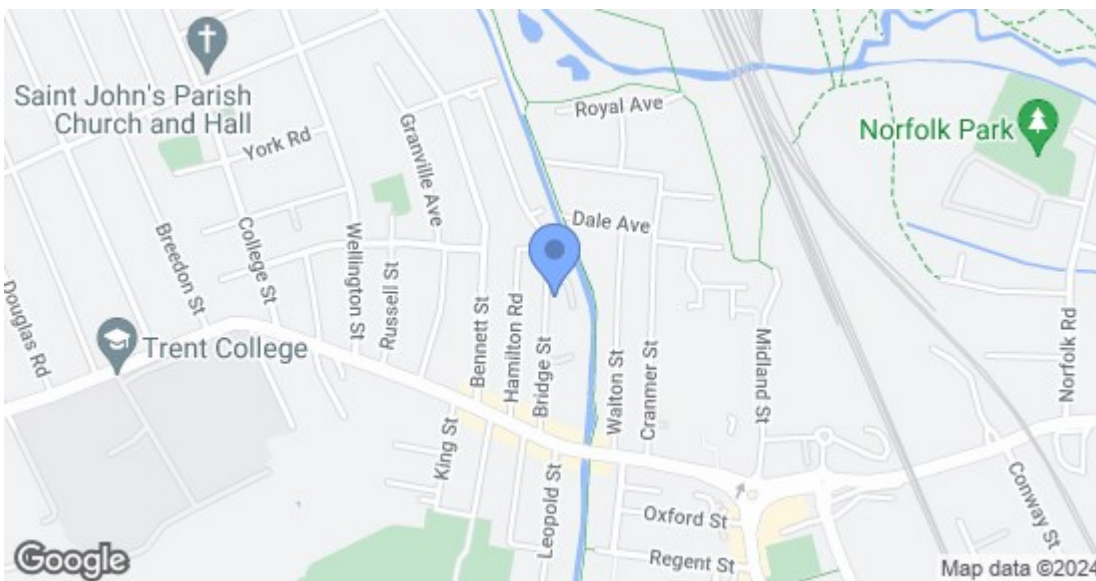 Saint John's Parish
Church and Hall
York Rd
Granville Ave
Royal Ave
Norfolk Park
Dale Ave
Breedon St
College St
Wellington St
Russell St
Douglas Rd
Trent College
Bennett St
Hamilton Rd
Bridge St
Walton St
Cranmer St
Midland St
Norfolk Rd
King St
Leopold St
Oxford St
Regent St
Conway St
Google
Map data ©2024